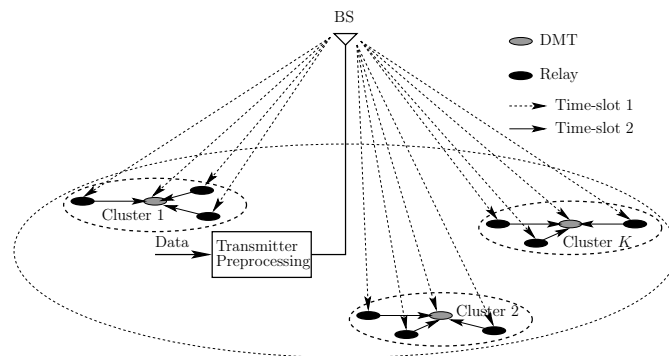 BS
DMT
Relay
Time-slot 1
Time-slot 2
Cluster 1
Data
Transmitter
Preprocessing
Cluster K
Cluster 2